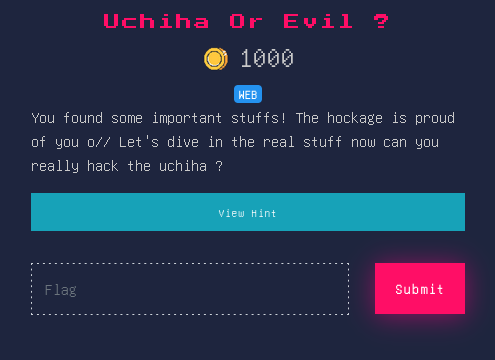 Uchiha Or Evil ?
1000
WEB
You found some important stuffs! The hockage is proud
of you o// Let's dive in the real stuff now can you
really hack the uchiha ?
View Hint
Flag
Submit